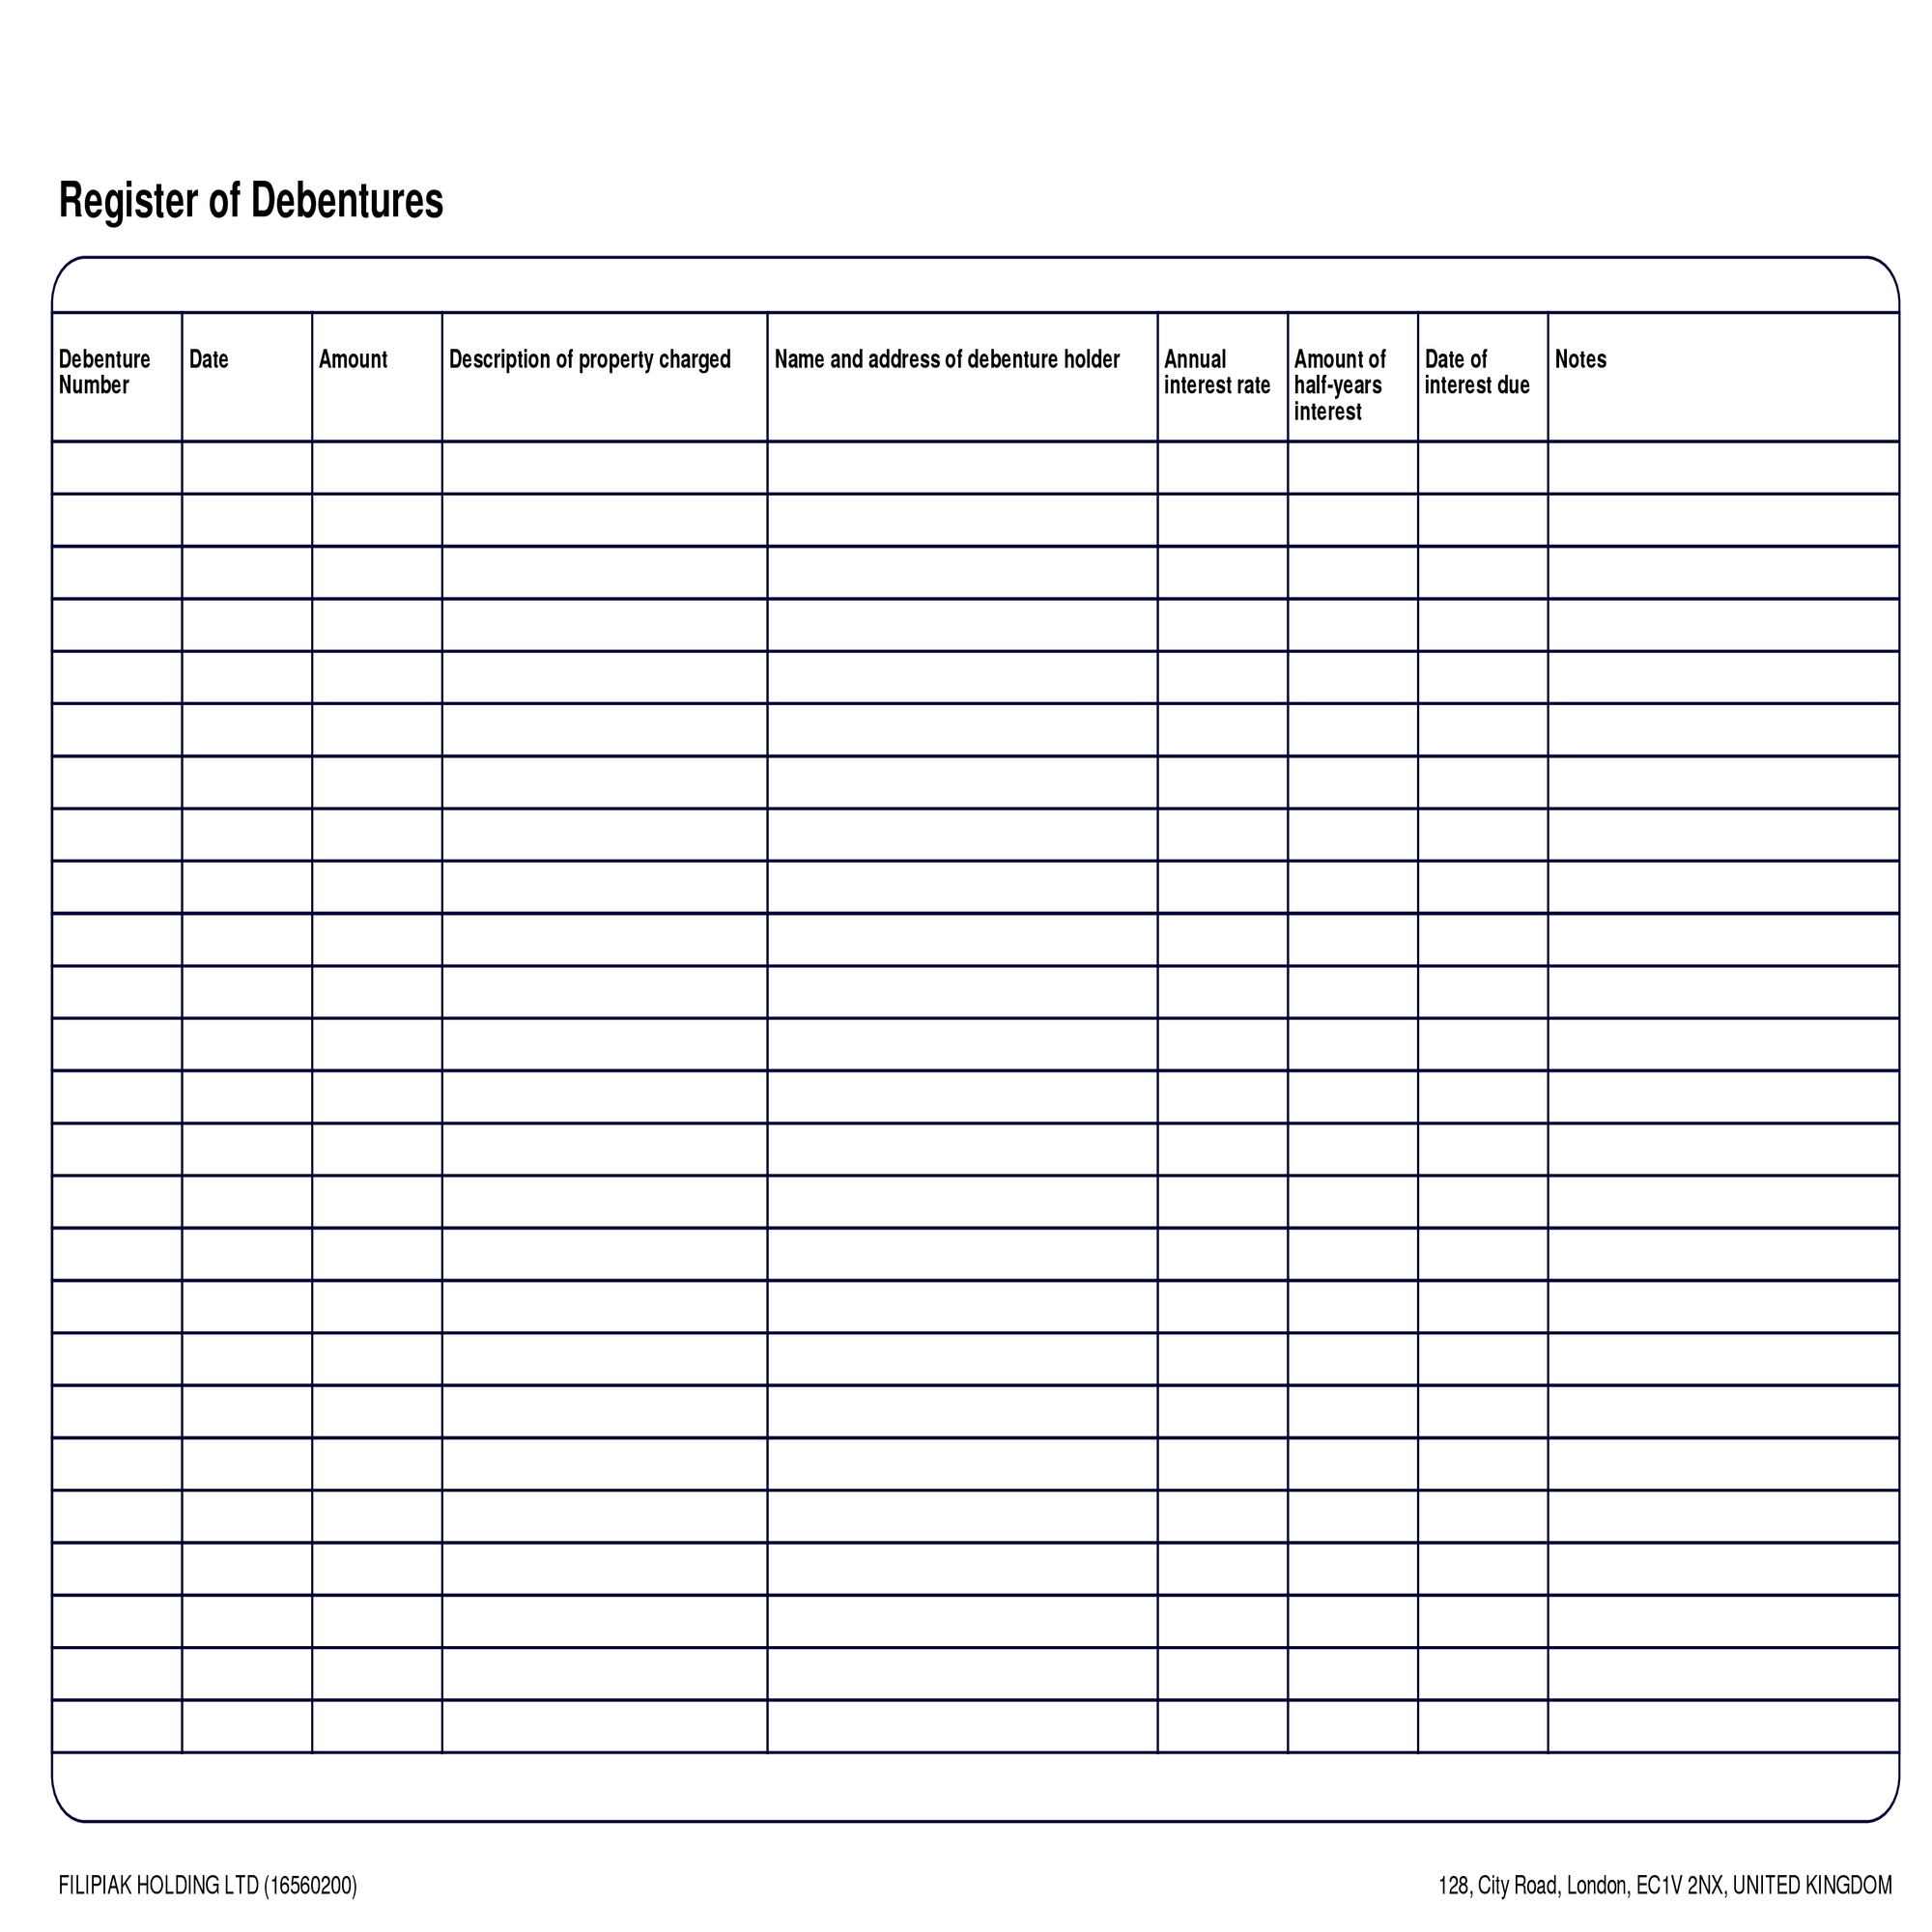 Register of Debentures
Debenture Number
Date
Amount
Description of property charged
Name and address of debenture holder
Annual interest rate
Amount of half-years interest
Date of interest due
Notes
FILIPIAK HOLDING LTD (16560200)
128, City Road, London, EC1V 2NX, UNITED KINGDOM